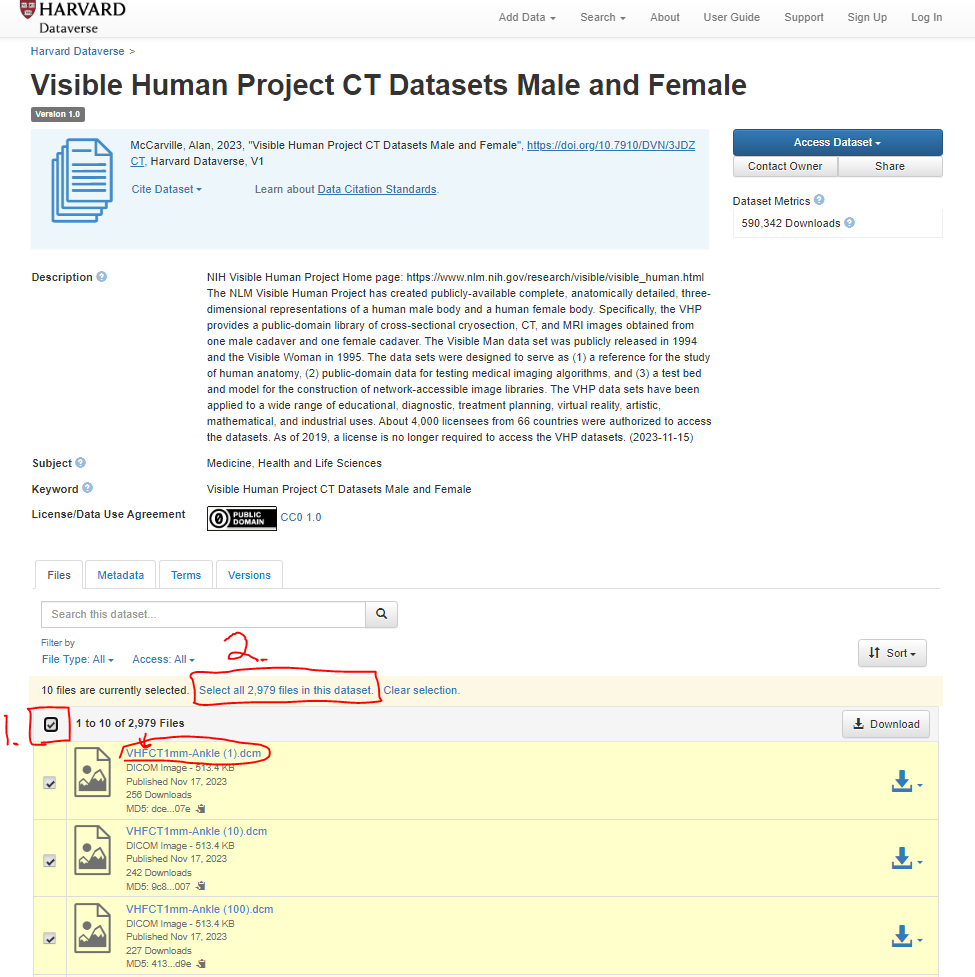 HARVARD
Dataverse
Add Data
Search
About
User Guide
Support
Sign Up
Log In
Harvard Dataverse >
Visible Human Project CT Datasets Male and Female
Version 1.0
McCarville, Alan, 2023, "Visible Human Project CT Datasets Male and Female", https://doi.org/10.7910/DVN/3JDZ
CT, Harvard Dataverse, V1
Cite Dataset
Learn about Data Citation Standards.
Access Dataset
Contact Owner
Share
Dataset Metrics ?
590,342 Downloads ?
Description ?
NIH Visible Human Project Home page: https://www.nlm.nih.gov/research/visible/visible_human.html
The NLM Visible Human Project has created publicly-available complete, anatomically detailed, three-
dimensional representations of a human male body and a human female body. Specifically, the VHP
provides a public-domain library of cross-sectional cryosection, CT, and MRI images obtained from
one male cadaver and one female cadaver. The Visible Man data set was publicly released in 1994
and the Visible Woman in 1995. The data sets were designed to serve as (1) a reference for the study
of human anatomy, (2) public-domain data for testing medical imaging algorithms, and (3) a test bed
and model for the construction of network-accessible image libraries. The VHP data sets have been
applied to a wide range of educational, diagnostic, treatment planning, virtual reality, artistic,
mathematical, and industrial uses. About 4,000 licensees from 66 countries were authorized to access
the datasets. As of 2019, a license is no longer required to access the VHP datasets. (2023-11-15)
Subject ?
Medicine, Health and Life Sciences
Keyword ?
Visible Human Project CT Datasets Male and Female
License/Data Use Agreement
0 PUBLIC
DOMAIN
CC0 1.0
Files
Metadata
Terms
Versions
Search this dataset...
Filter by
File Type: All
Access: All
2.
Sort
10 files are currently selected. Select all 2,979 files in this dataset. Clear selection.
1.
1 to 10 of 2,979 Files
Download
VHFCT1mm-Ankle (1).dcm
DICOM Image - 513.4 KB
Published Nov 17, 2023
256 Downloads
MD5: dce...07e
VHFCT1mm-Ankle (10).dcm
DICOM Image - 513.4 KB
Published Nov 17, 2023
242 Downloads
MD5: 9c8...007
VHFCT1mm-Ankle (100).dcm
DICOM Image - 513.4 KB
Published Nov 17, 2023
227 Downloads
MD5: 413...d9e